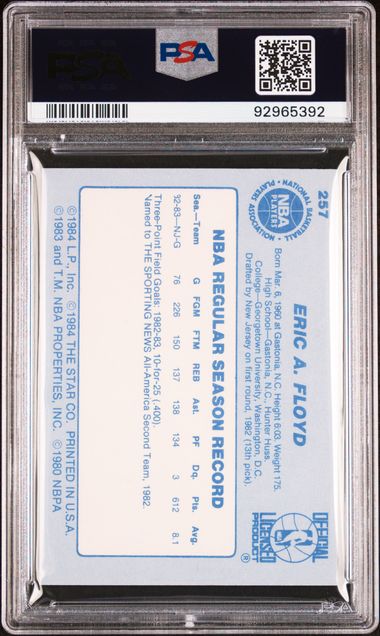 PSA
PSA
92965392
257
NATIONAL BASKETBALL
NBA
PLAYERS
PLAYERS ASSOCIATION
ERIC A. FLOYD
Born Mar. 6, 1960 at Gastonia, N.C. Height 6:03. Weight 175.
High School—Gastonia, N.C., Hunter Huss.
College—Georgetown University, Washington, D.C.
Drafted by New Jersey on first round, 1982 (13th pick).
OFFICIAL
LICENSED
PRODUCT
®
NBA REGULAR SEASON RECORD
Sea.—Team G FGM FTM REB Ast. PF Dq. Pts. Avg.
82-83—NJ-G 76 226 150 137 138 134 3 612 8.1
Three-Point Field Goals: 1982-83, 10-for-25 (.400).
Named to THE SPORTING NEWS All-America Second Team, 1982.
©1984 L.P., Inc. ©1984 THE STAR CO. PRINTED IN U.S.A.
©1983 and T.M. NBA PROPERTIES, INC. ©1980 NBPA